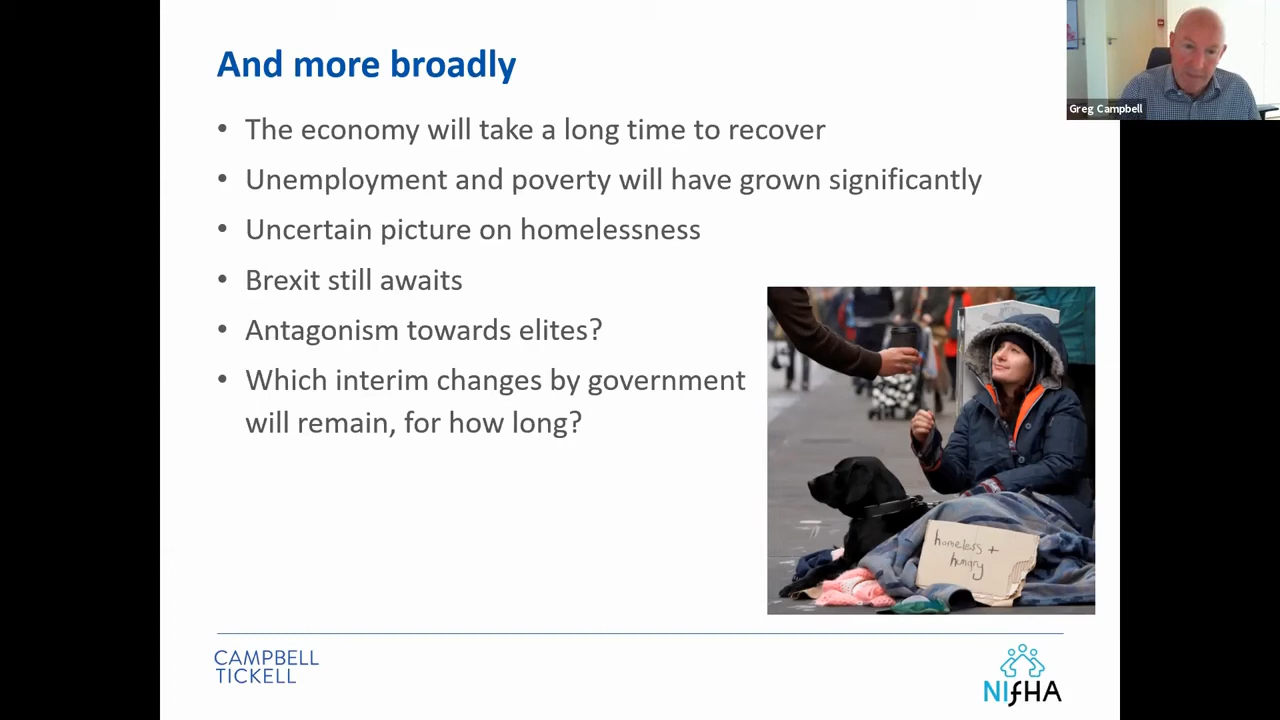 And more broadly
Greg Campbell
• The economy will take a long time to recover
• Unemployment and poverty will have grown significantly
• Uncertain picture on homelessness
• Brexit still awaits
• Antagonism towards elites?
• Which interim changes by government
will remain, for how long?
homeless +
hungry
CAMPBELL
TICKELL
NIfHA